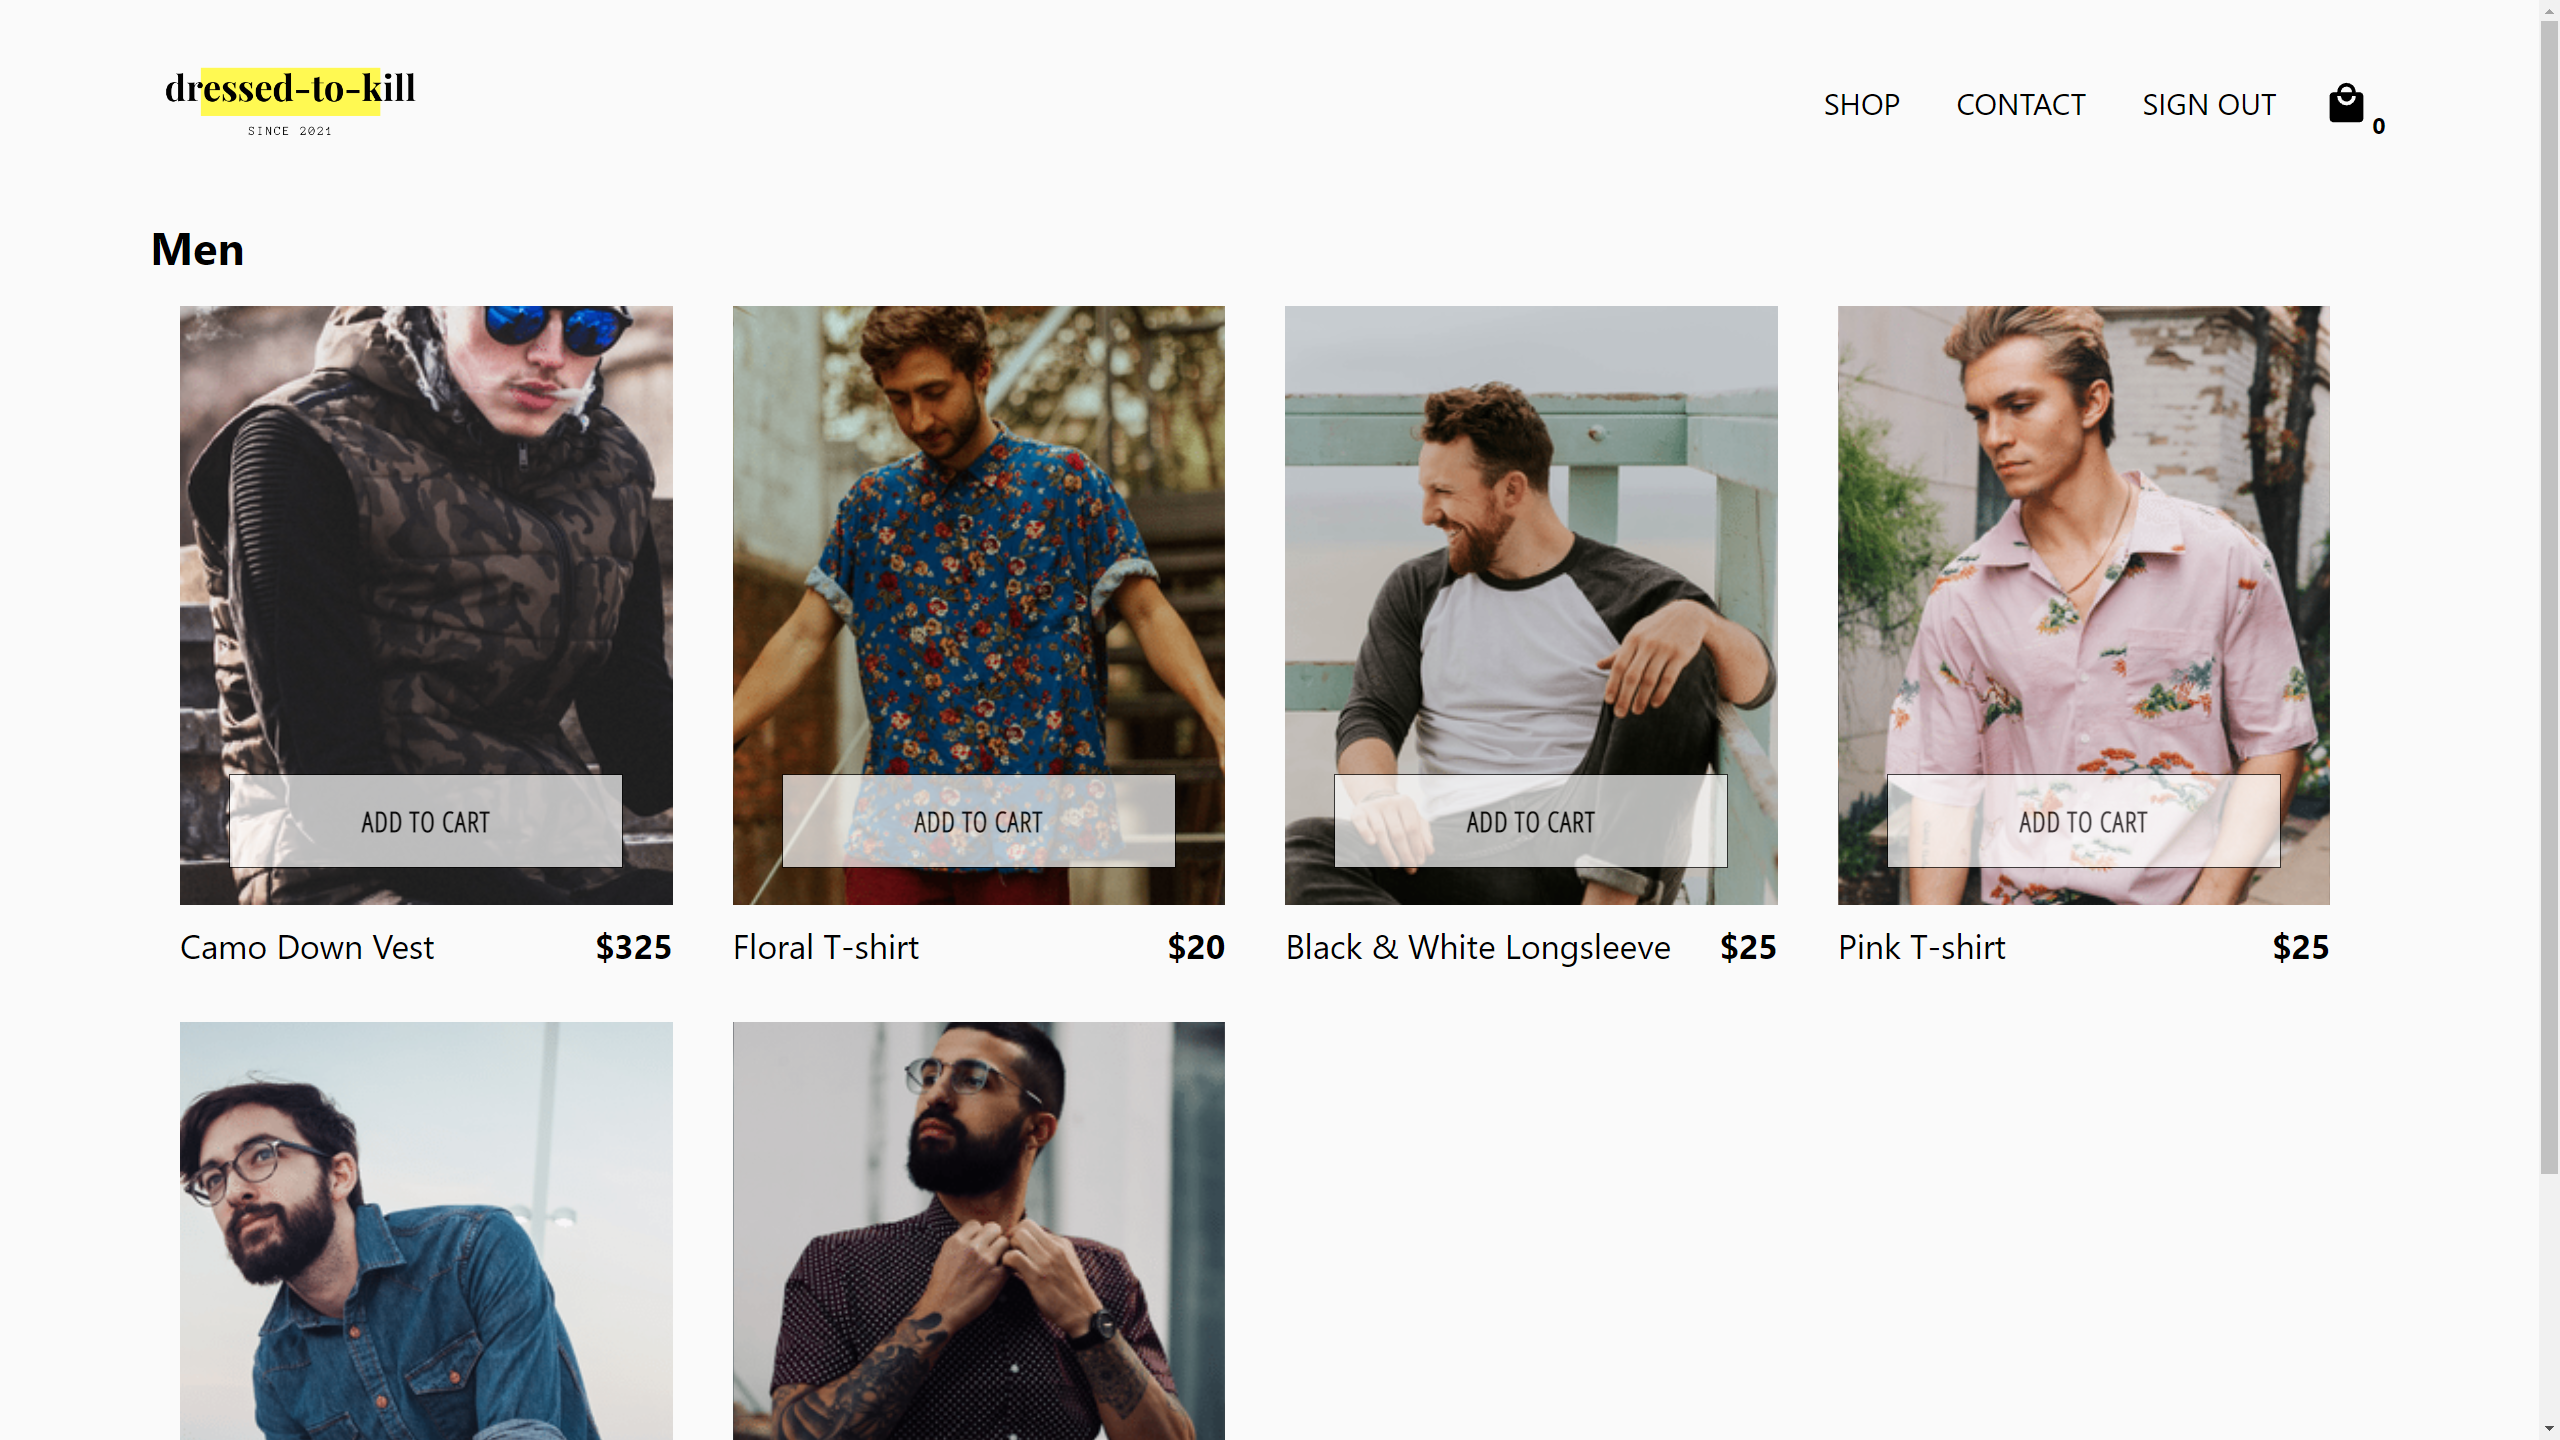 dressed-to-kill
SINCE 2021
SHOP CONTACT SIGN OUT 0
Men
ADD TO CART ADD TO CART ADD TO CART ADD TO CART
Camo Down Vest $325 Floral T-shirt $20 Black & White Longsleeve $25 Pink T-shirt $25